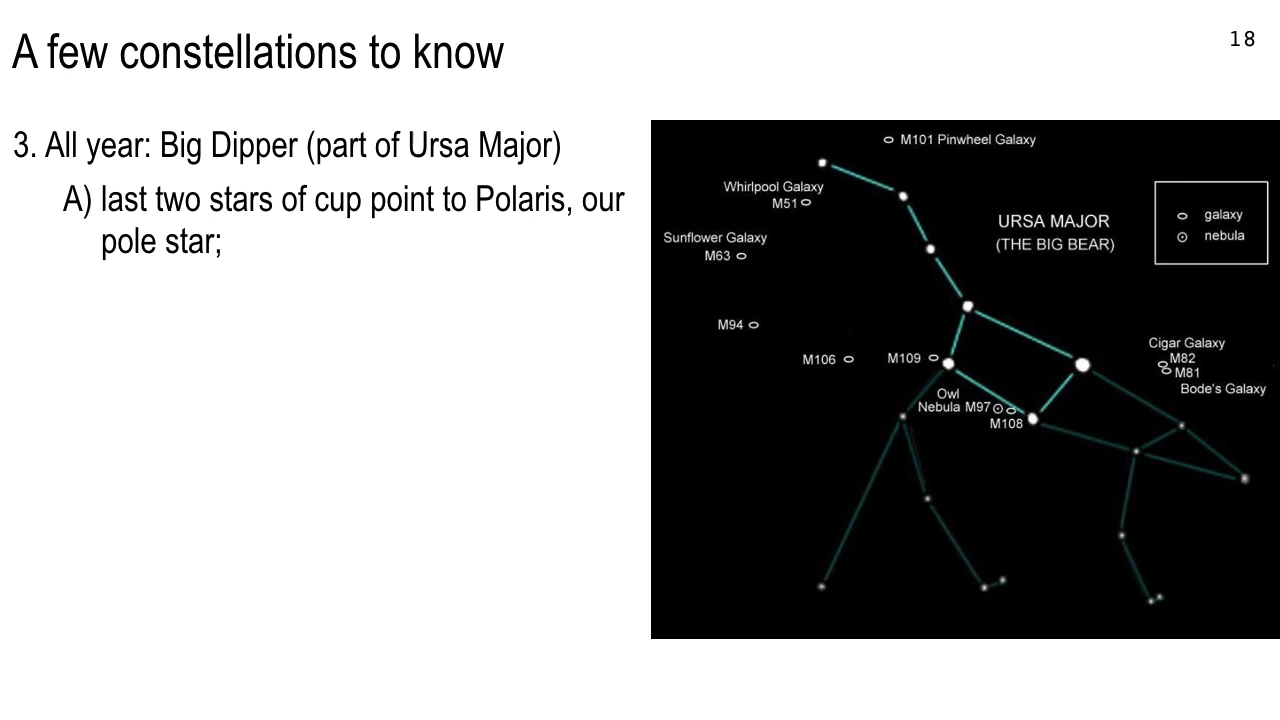 A few constellations to know
18
3. All year: Big Dipper (part of Ursa Major)
A) last two stars of cup point to Polaris, our
pole star;
M101 Pinwheel Galaxy
Whirlpool Galaxy
M51
URSA MAJOR
(THE BIG BEAR)
galaxy
nebula
Sunflower Galaxy
M63
M94
M106
M109
Cigar Galaxy
M82
M81
Bode's Galaxy
Owl
Nebula M97
M108